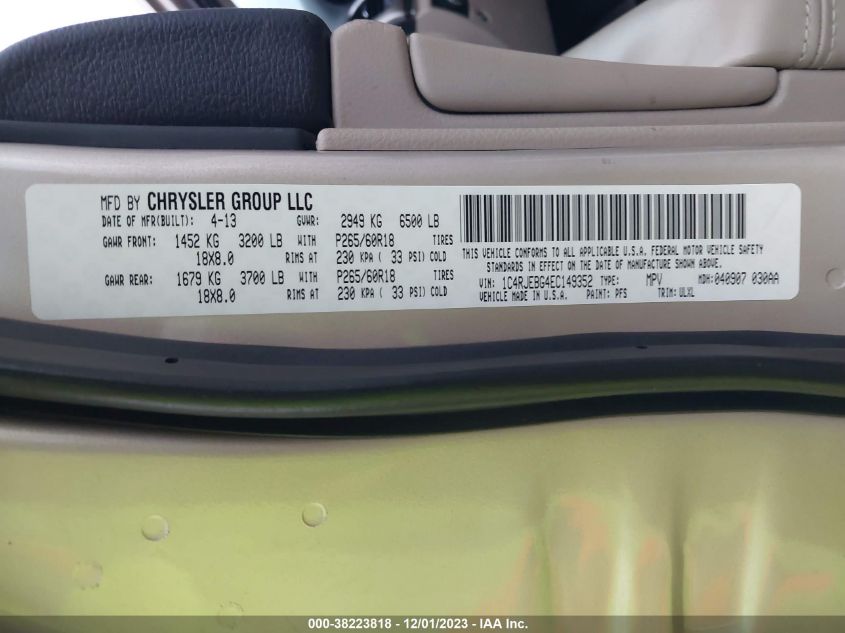 MFD BY CHRYSLER GROUP LLC
DATE OF MFR(BUILT): 4-13 GVWR: 2949 KG 6500 LB
GAWR FRONT: 1452 KG 3200 LB WITH P265/60R18 TIRES
18X8.0 RIMS AT 230 KPA ( 33 PSI) COLD
GAWR REAR: 1679 KG 3700 LB WITH P265/60R18 TIRES
18X8.0 RIMS AT 230 KPA ( 33 PSI) COLD
THIS VEHICLE CONFORMS TO ALL APPLICABLE U.S.A. FEDERAL MOTOR VEHICLE SAFETY
STANDARDS IN EFFECT ON THE DATE OF MANUFACTURE SHOWN ABOVE.
VIN: 1C4RJEBG4EC149352 TYPE: MPV MDH: 040907 030AA
VEHICLE MADE IN U.S.A. PAINT: PFS TRIM: ULXL
000-38223818 - 12/01/2023 - IAA Inc.